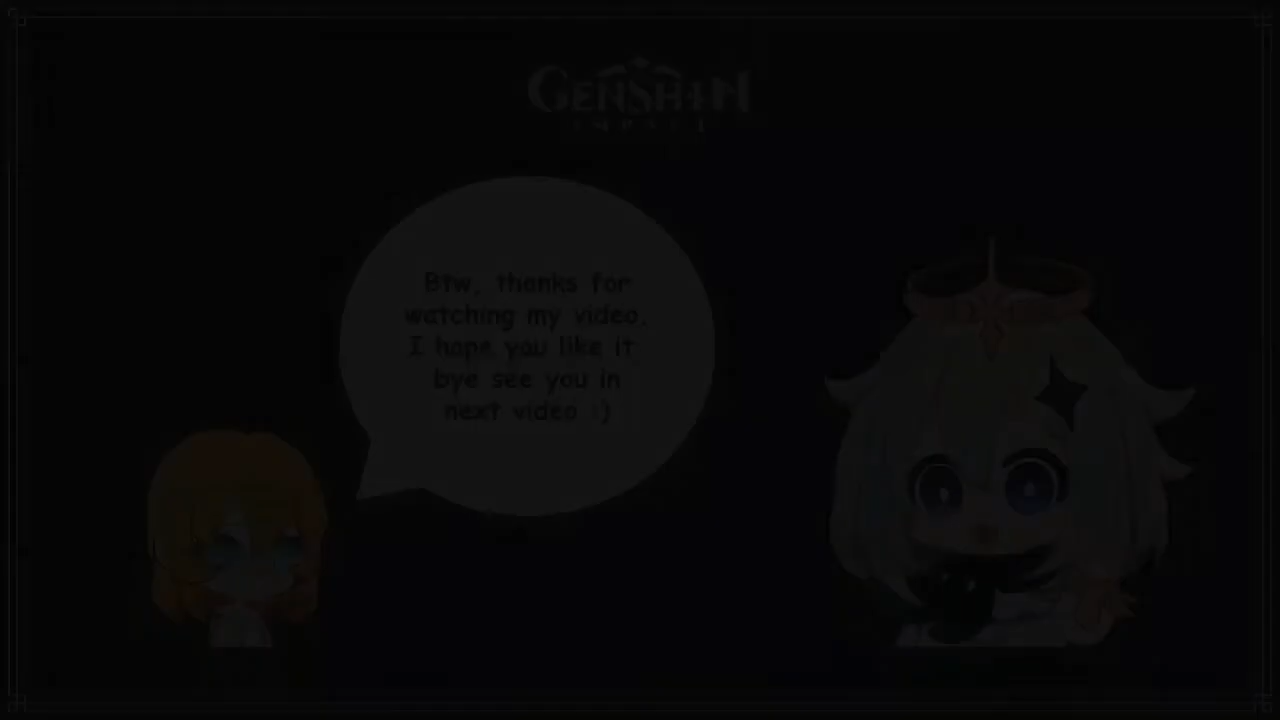 GENSHIN
IMPACT
Btw, thanks for
watching my video,
I hope you like it
bye see you in
next video :)